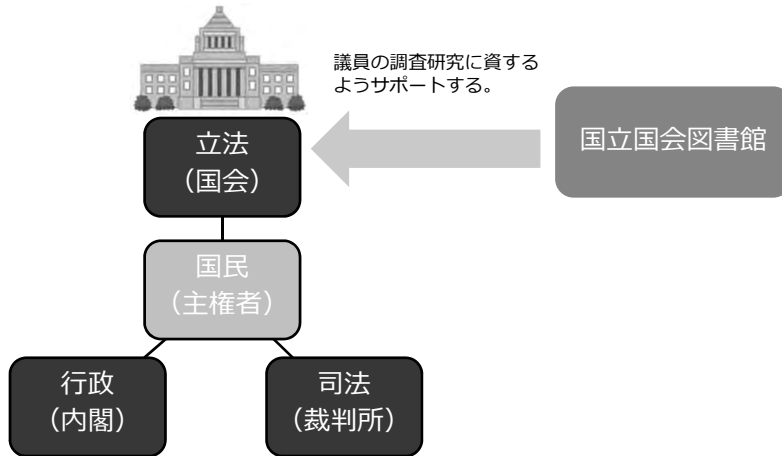 議員の調査研究に資する
ようサポートする。
国立国会図書館
立法
（国会）
国民
（主権者）
行政
（内閣）
司法
（裁判所）